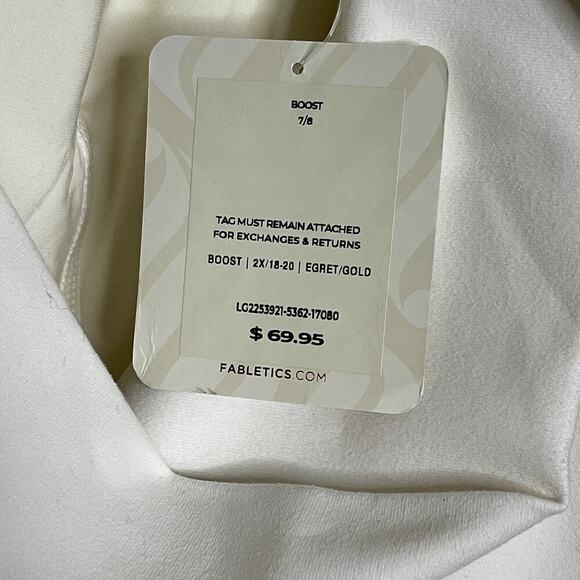 BOOST
7/8
TAG MUST REMAIN ATTACHED
FOR EXCHANGES & RETURNS
BOOST | 2X/18-20 | EGRET/GOLD
LG2253921-5362-17080
$ 69.95
FABLETICS.COM